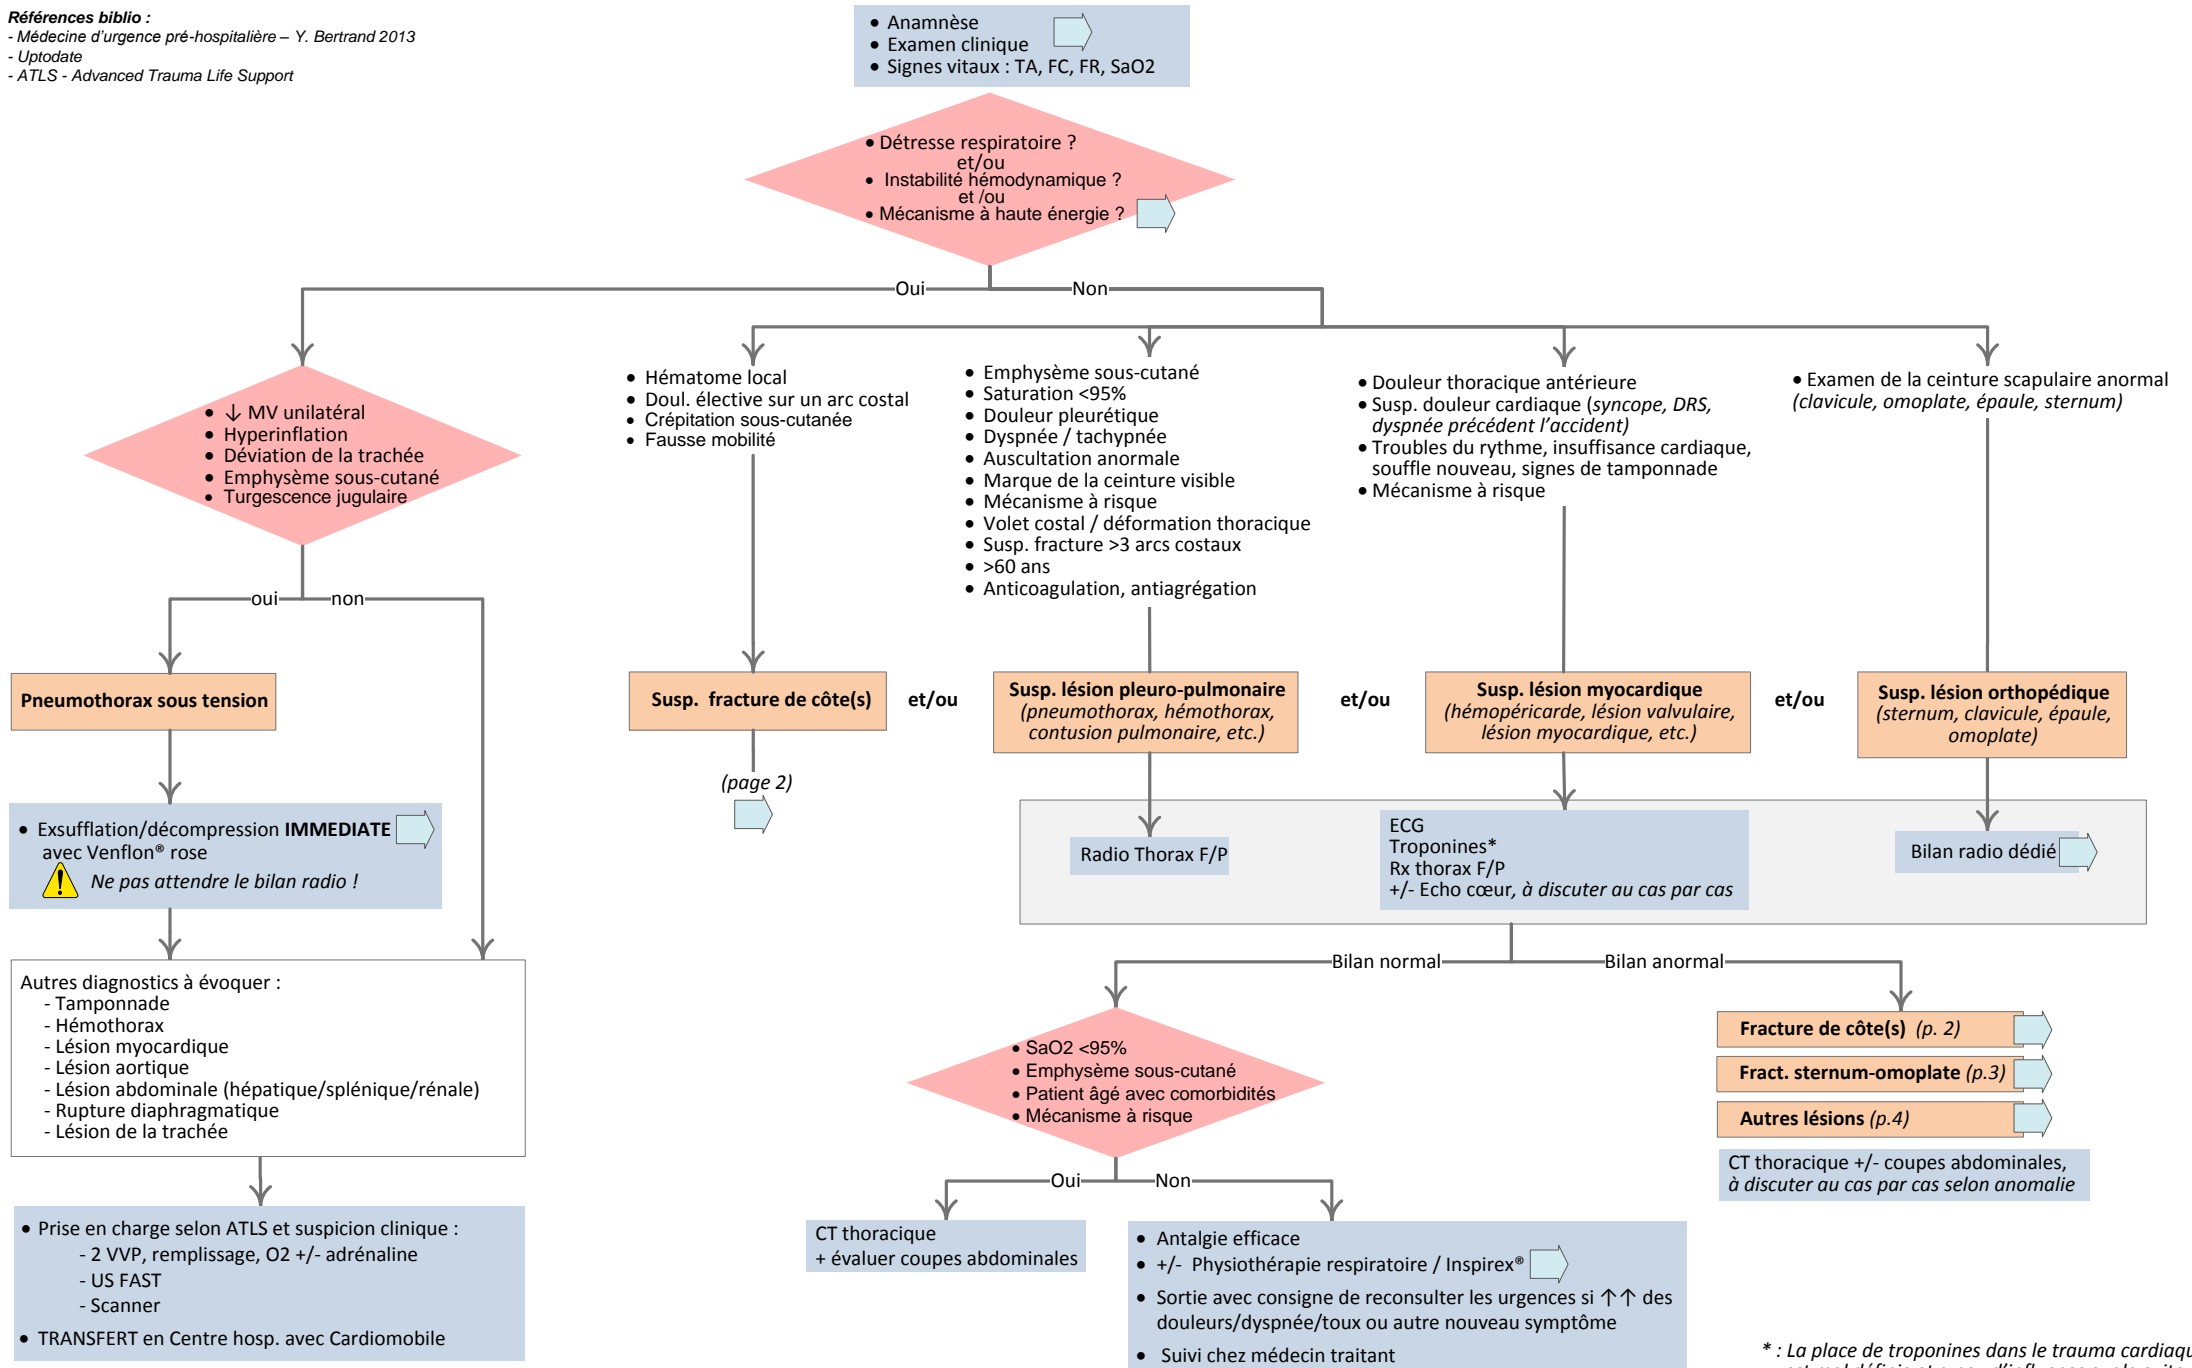 Références biblio :
- Médecine d'urgence pré-hospitalière – Y. Bertrand 2013
- Uptodate
- ATLS - Advanced Trauma Life Support
• Anamnèse
• Examen clinique
• Signes vitaux : TA, FC, FR, SaO2
• Détresse respiratoire ?
et/ou
• Instabilité hémodynamique ?
et /ou
• Mécanisme à haute énergie ?
Oui
Non
• ↓ MV unilatéral
• Hyperinflation
• Déviation de la trachée
• Emphysème sous-cutané
• Turgescence jugulaire
oui
non
Pneumothorax sous tension
• Exsufflation/décompression IMMEDIATE
avec Venflon® rose
Ne pas attendre le bilan radio !
Autres diagnostics à évoquer :
- Tamponnade
- Hémothorax
- Lésion myocardique
- Lésion aortique
- Lésion abdominale (hépatique/splénique/rénale)
- Rupture diaphragmatique
- Lésion de la trachée
• Prise en charge selon ATLS et suspicion clinique :
- 2 VVP, remplissage, O2 +/- adrénaline
- US FAST
- Scanner
• TRANSFERT en Centre hosp. avec Cardiomobile
• Hématome local
• Doul. élective sur un arc costal
• Crépitation sous-cutanée
• Fausse mobilité
Susp. fracture de côte(s)
(page 2)
et/ou
• Emphysème sous-cutané
• Saturation <95%
• Douleur pleurétique
• Dyspnée / tachypnée
• Auscultation anormale
• Marque de la ceinture visible
• Mécanisme à risque
• Volet costal / déformation thoracique
• Susp. fracture >3 arcs costaux
• >60 ans
• Anticoagulation, antiagrégation
Susp. lésion pleuro-pulmonaire
(pneumothorax, hémothorax,
contusion pulmonaire, etc.)
Radio Thorax F/P
et/ou
• Douleur thoracique antérieure
• Susp. douleur cardiaque (syncope, DRS,
dyspnée précédent l'accident)
• Troubles du rythme, insuffisance cardiaque,
souffle nouveau, signes de tamponnade
• Mécanisme à risque
Susp. lésion myocardique
(hémopéricarde, lésion valvulaire,
lésion myocardique, etc.)
ECG
Troponines*
Rx thorax F/P
+/- Echo cœur, à discuter au cas par cas
et/ou
• Examen de la ceinture scapulaire anormal
(clavicule, omoplate, épaule, sternum)
Susp. lésion orthopédique
(sternum, clavicule, épaule,
omoplate)
Bilan radio dédié
Bilan normal
Bilan anormal
• SaO2 <95%
• Emphysème sous-cutané
• Patient âgé avec comorbidités
• Mécanisme à risque
Oui
Non
CT thoracique
+ évaluer coupes abdominales
• Antalgie efficace
• +/- Physiothérapie respiratoire / Inspirex®
• Sortie avec consigne de reconsulter les urgences si ↑↑ des
douleurs/dyspnée/toux ou autre nouveau symptôme
• Suivi chez médecin traitant
Fracture de côte(s) (p. 2)
Fract. sternum-omoplate (p.3)
Autres lésions (p.4)
CT thoracique +/- coupes abdominales,
à discuter au cas par cas selon anomalie
* : La place de troponines dans le trauma cardiaqu